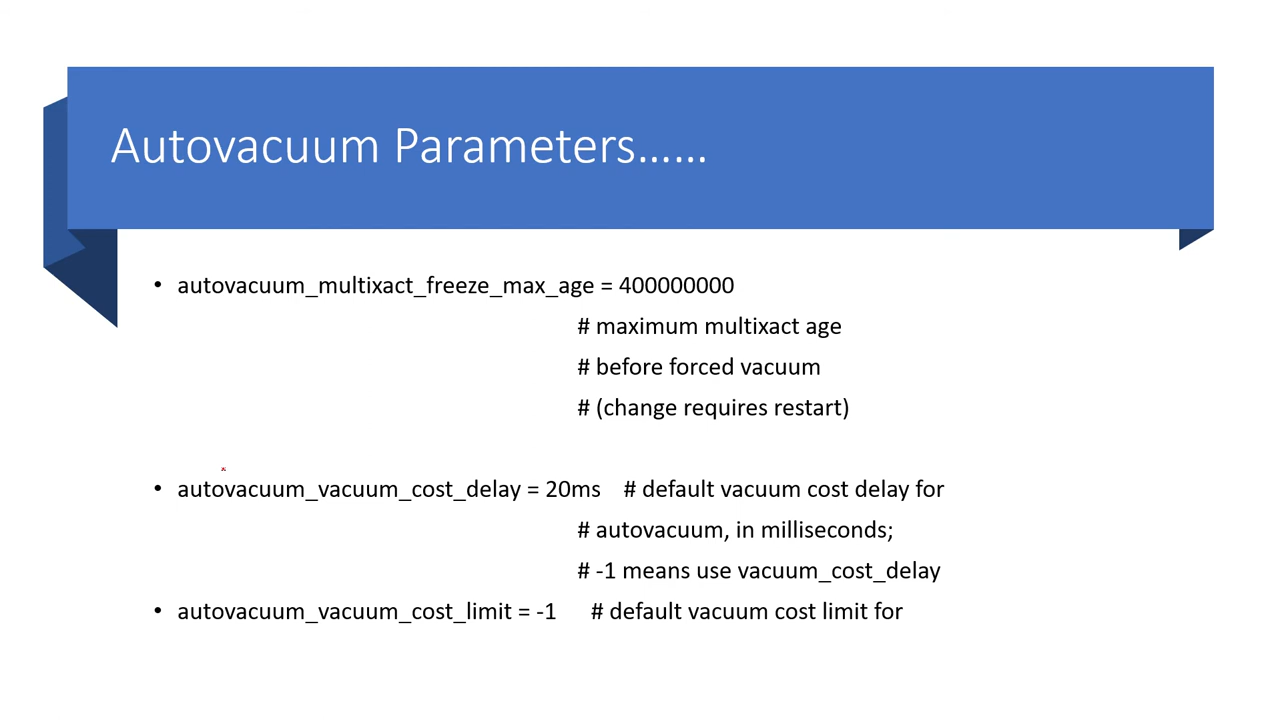 Autovacuum Parameters......
• autovacuum_multixact_freeze_max_age = 400000000
# maximum multixact age
# before forced vacuum
# (change requires restart)
• autovacuum_vacuum_cost_delay = 20ms # default vacuum cost delay for
# autovacuum, in milliseconds;
# -1 means use vacuum_cost_delay
• autovacuum_vacuum_cost_limit = -1 # default vacuum cost limit for